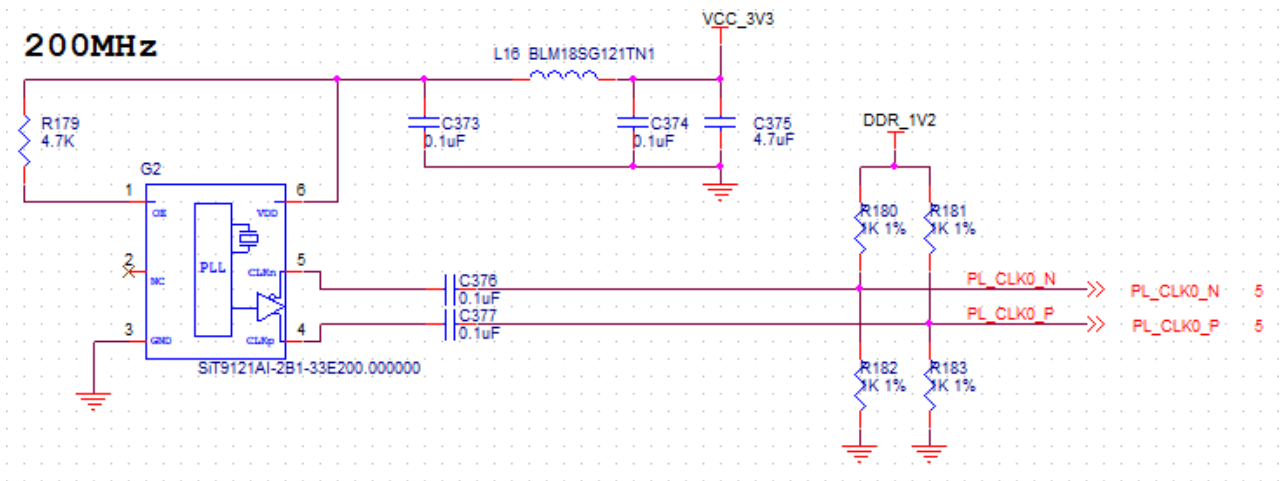 VCC_3V3
200MHz
L16 BLM18SG121TN1
R179
4.7K
C373
0.1uF
C374
0.1uF
C375
4.7uF
DDR_1V2
G2
1
6
OE
VDD
R180
1K 1%
R181
1K 1%
2
NC
PLL
CLKn
5
C376
0.1uF
PL_CLK0_N
PL_CLK0_N 5
C377
0.1uF
PL_CLK0_P
PL_CLK0_P 5
3
GND
CLKp
4
SiT9121AI-2B1-33E200.000000
R182
1K 1%
R183
1K 1%